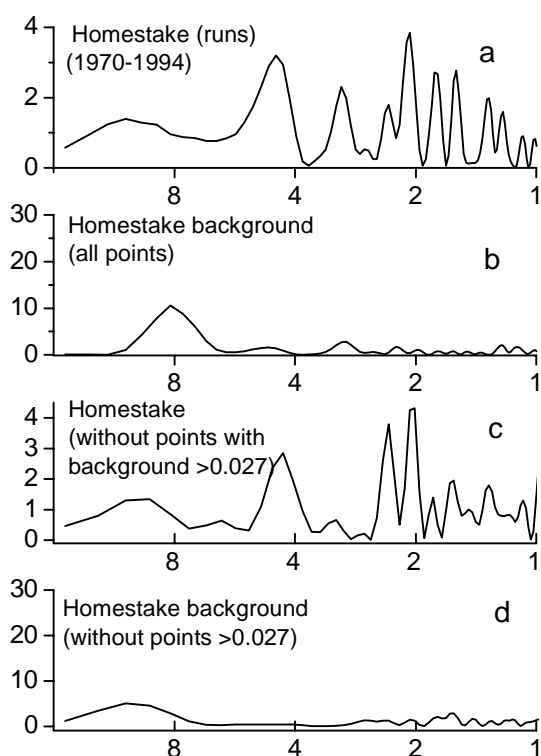 4
2
0
Homestake (runs)
(1970-1994)
a
8 4 2 1
30
20
10
0
Homestake background
(all points)
b
8 4 2 1
4
3
2
1
0
Homestake
(without points with
background >0.027)
c
8 4 2 1
30
20
10
0
Homestake background
(without points >0.027)
d
8 4 2 1